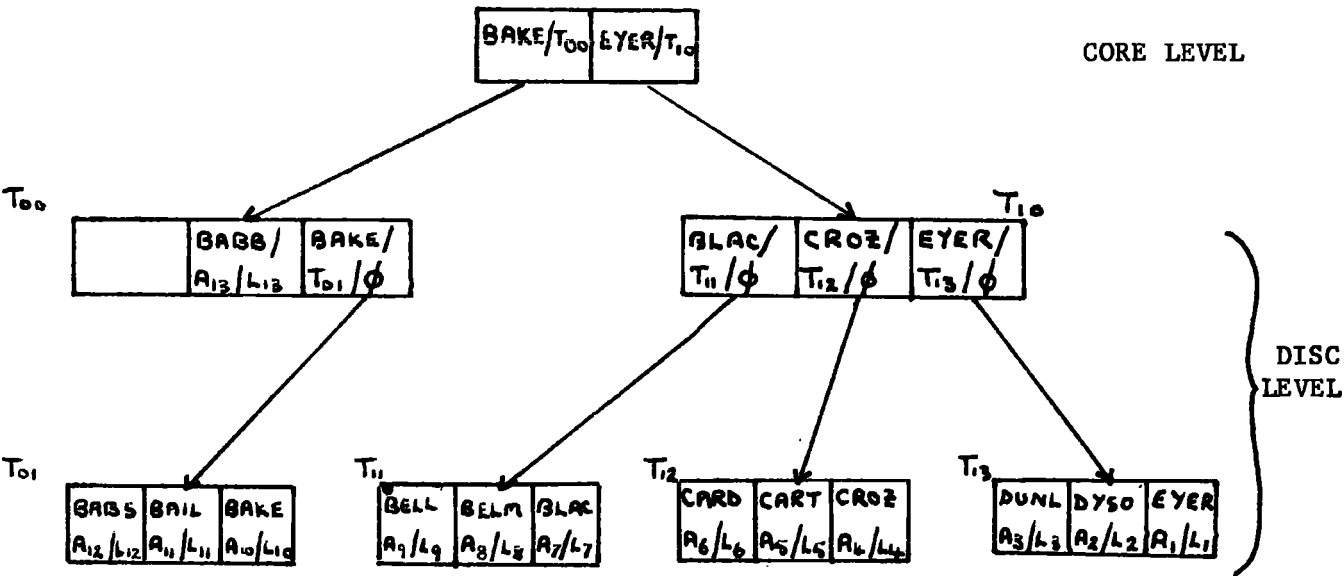 BAKE/T00 EYER/T10
CORE LEVEL
T00
T10
BABB/ BAKE/
A13/L13 T01/ϕ
BLAC/ CROZ/ EYER/
T11/ϕ T12/ϕ T13/ϕ
DISC
LEVEL
T01
T11
T12
T13
BABS BAIL BAKE
A12/L12 A11/L11 A10/L10
BELL BELM BLAC
A9/L9 A8/L8 A7/L7
CARD CART CROZ
A6/L6 A5/L5 A4/L4
DUNL DYSO EYER
A3/L3 A2/L2 A1/L1